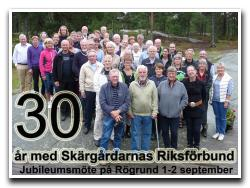 30
år med Skärgårdarnas Riksförbund
Jubileumsmöte på Rögrund 1-2 september